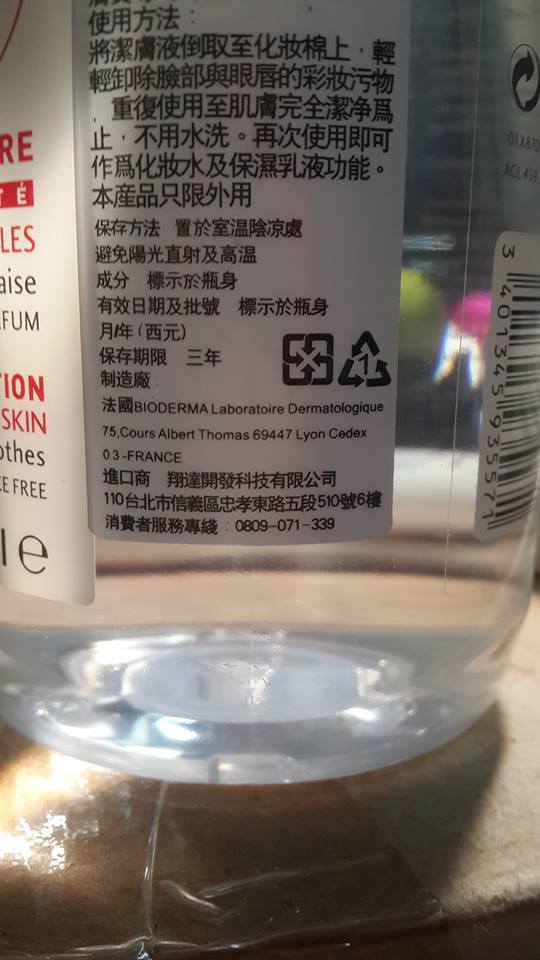 使用方法：
將潔膚液倒取至化妝棉上，輕
輕卸除臉部與眼唇的彩妝污物
，重復使用至肌膚完全潔净爲
止，不用水洗。再次使用即可
作爲化妝水及保濕乳液功能。
本産品只限外用
保存方法 置於室溫陰凉處
避免陽光直射及高溫
成分 標示於瓶身
有效日期及批號 標示於瓶身
月/年（西元）
保存期限 三年
制造廠：
法國BIODERMA Laboratoire Dermatologique
75,Cours Albert Thomas 69447 Lyon Cedex
03-FRANCE
進口商 翔達開發科技有限公司
110台北市信義區忠孝東路五段510號6樓
消費者服務專綫：0809-071-339
RE
TÉ
LES
aise
FUM
TION
SKIN
othes
CE FREE
l e
1
01X870
ACL 459
3 401345 935571